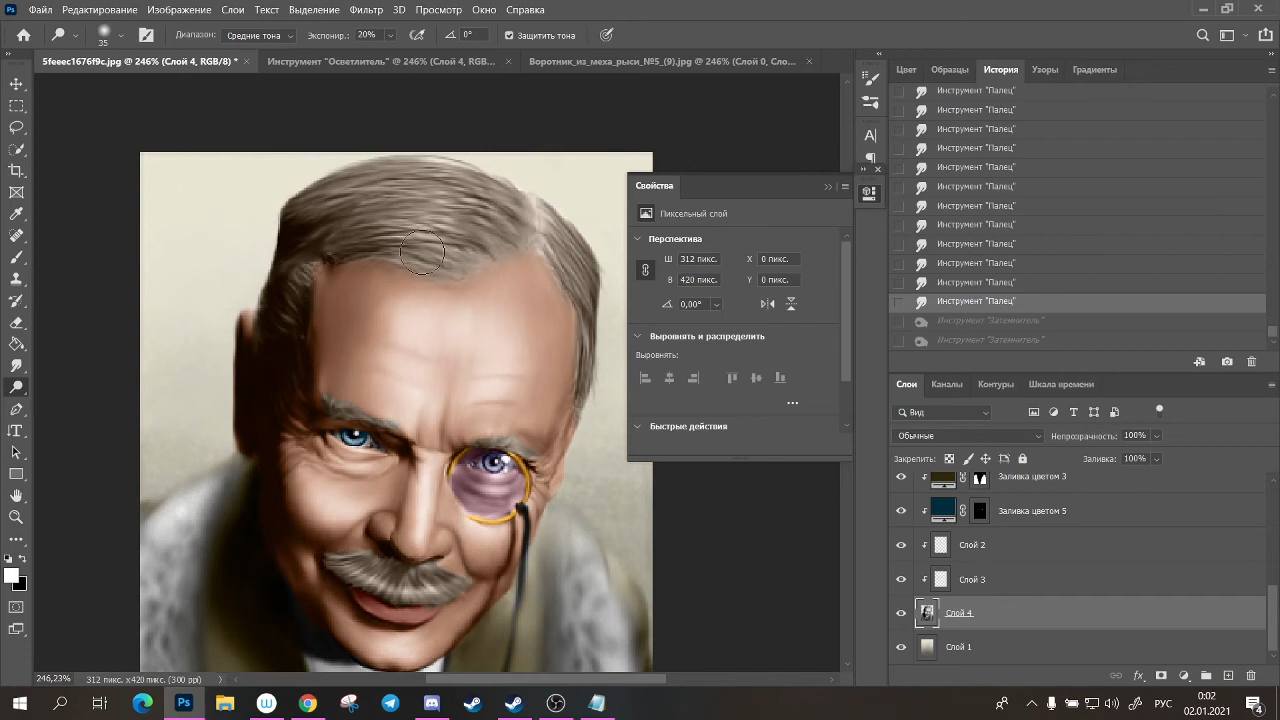 Файл Редактирование Изображение Слои Текст Выделение Фильтр 3D Просмотр Окно Справка
35 Диапазон: Средние тона Экспонир.: 20% 0° Защитить тона
5feeec1676f9c.jpg @ 246% (Слой 4, RGB/8) * Инструмент "Осветлитель" @ 246% (Слой 4, RGB... Воротник_из_меха_рыси_№5_(9).jpg @ 246% (Слой 0, Сло...
Цвет Образцы История Узоры Градиенты
Инструмент "Палец"
Инструмент "Палец"
Инструмент "Палец"
Инструмент "Палец"
Инструмент "Палец"
Инструмент "Палец"
Инструмент "Палец"
Инструмент "Палец"
Инструмент "Палец"
Инструмент "Палец"
Инструмент "Палец"
Инструмент "Палец"
Инструмент "Затемнитель"
Инструмент "Затемнитель"
Свойства
Пиксельный слой
Перспектива
Ш 312 пикс. X 0 пикс.
В 420 пикс. Y 0 пикс.
0,00°
Выровнять и распределить
Выровнять:
Быстрые действия
Слои Каналы Контуры Шкала времени
Вид
Обычные Непрозрачность: 100%
Закрепить: Заливка: 100%
Заливка цветом 3
Заливка цветом 5
Слой 2
Слой 3
Слой 4
Слой 1
246,23% 312 пикс. x 420 пикс. (300 ppi)
Ps РУС 0:02
02.01.2021
4